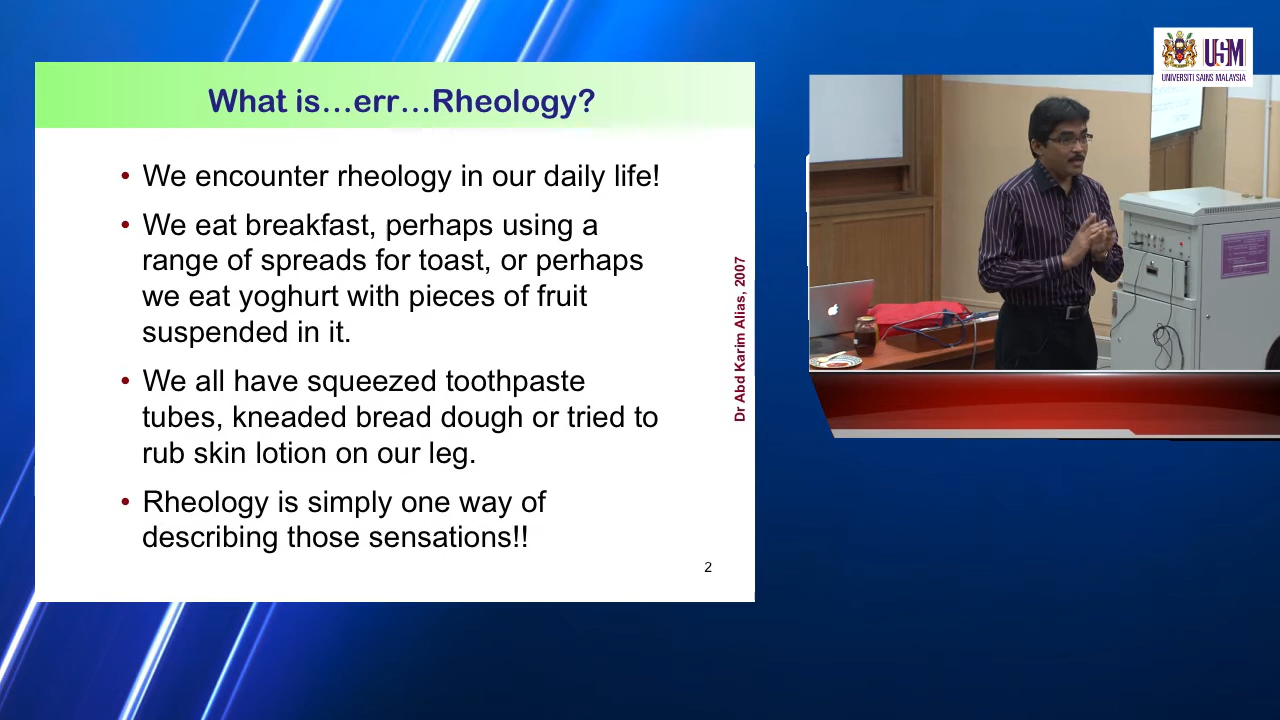 What is...err...Rheology?
• We encounter rheology in our daily life!
• We eat breakfast, perhaps using a
range of spreads for toast, or perhaps
we eat yoghurt with pieces of fruit
suspended in it.
• We all have squeezed toothpaste
tubes, kneaded bread dough or tried to
rub skin lotion on our leg.
• Rheology is simply one way of
describing those sensations!!
2
Dr Abd Karim Alias, 2007
USM
UNIVERSITI SAINS MALAYSIA